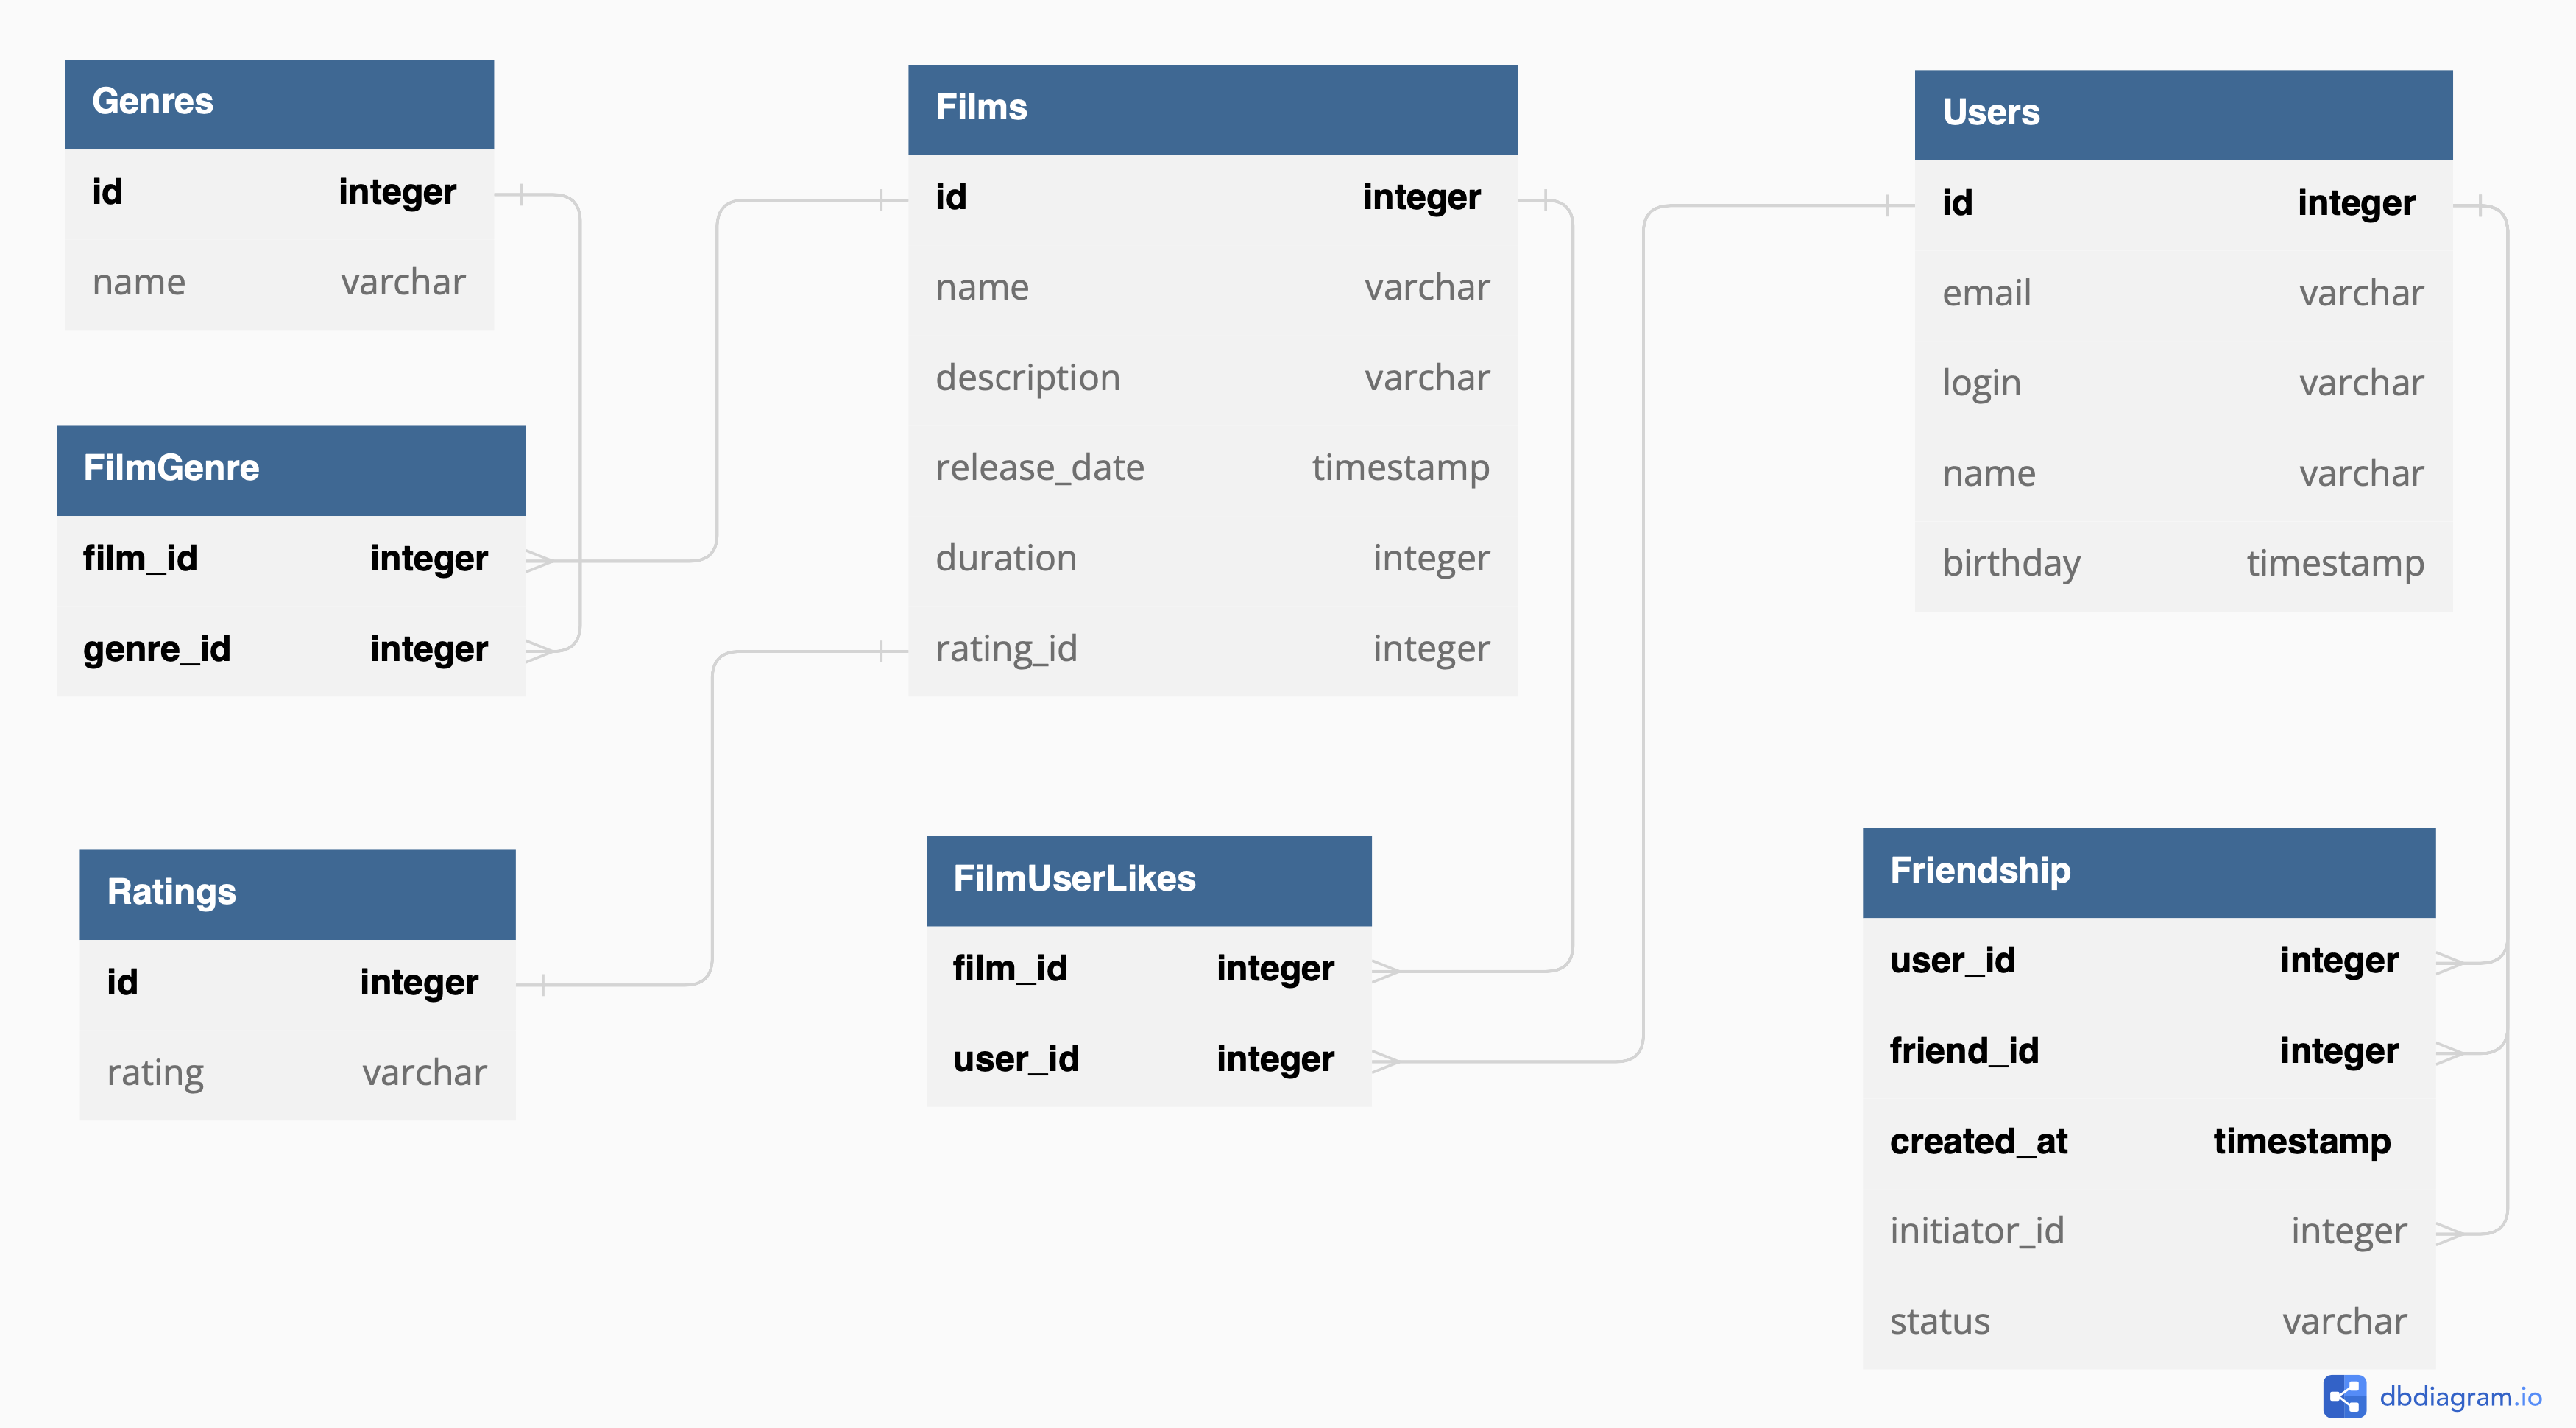 Genres
id integer
name varchar
FilmGenre
film_id integer
genre_id integer
Ratings
id integer
rating varchar
Films
id integer
name varchar
description varchar
release_date timestamp
duration integer
rating_id integer
FilmUserLikes
film_id integer
user_id integer
Users
id integer
email varchar
login varchar
name varchar
birthday timestamp
Friendship
user_id integer
friend_id integer
created_at timestamp
initiator_id integer
status varchar
dbdiagram.io